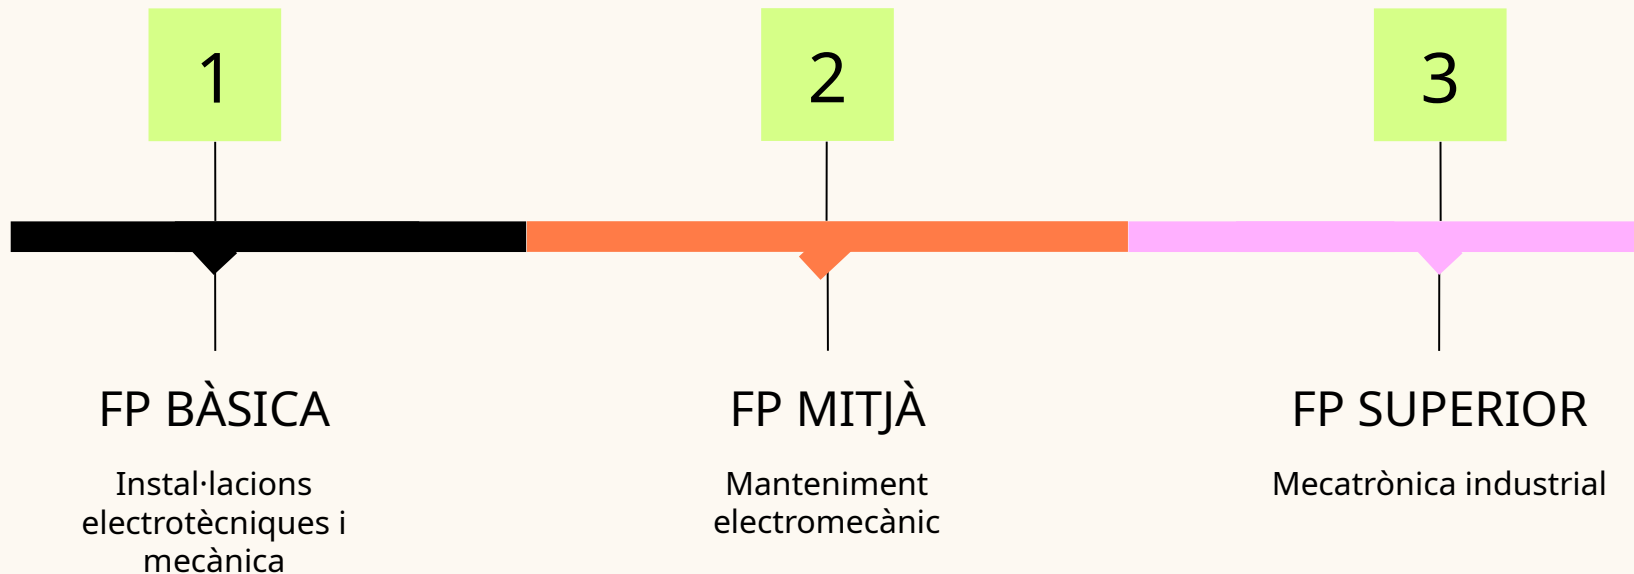 1
2
3
FP BÀSICA
Instal·lacions
electrotècniques i
mecànica
FP MITJÀ
Manteniment
electromecànic
FP SUPERIOR
Mecatrònica industrial